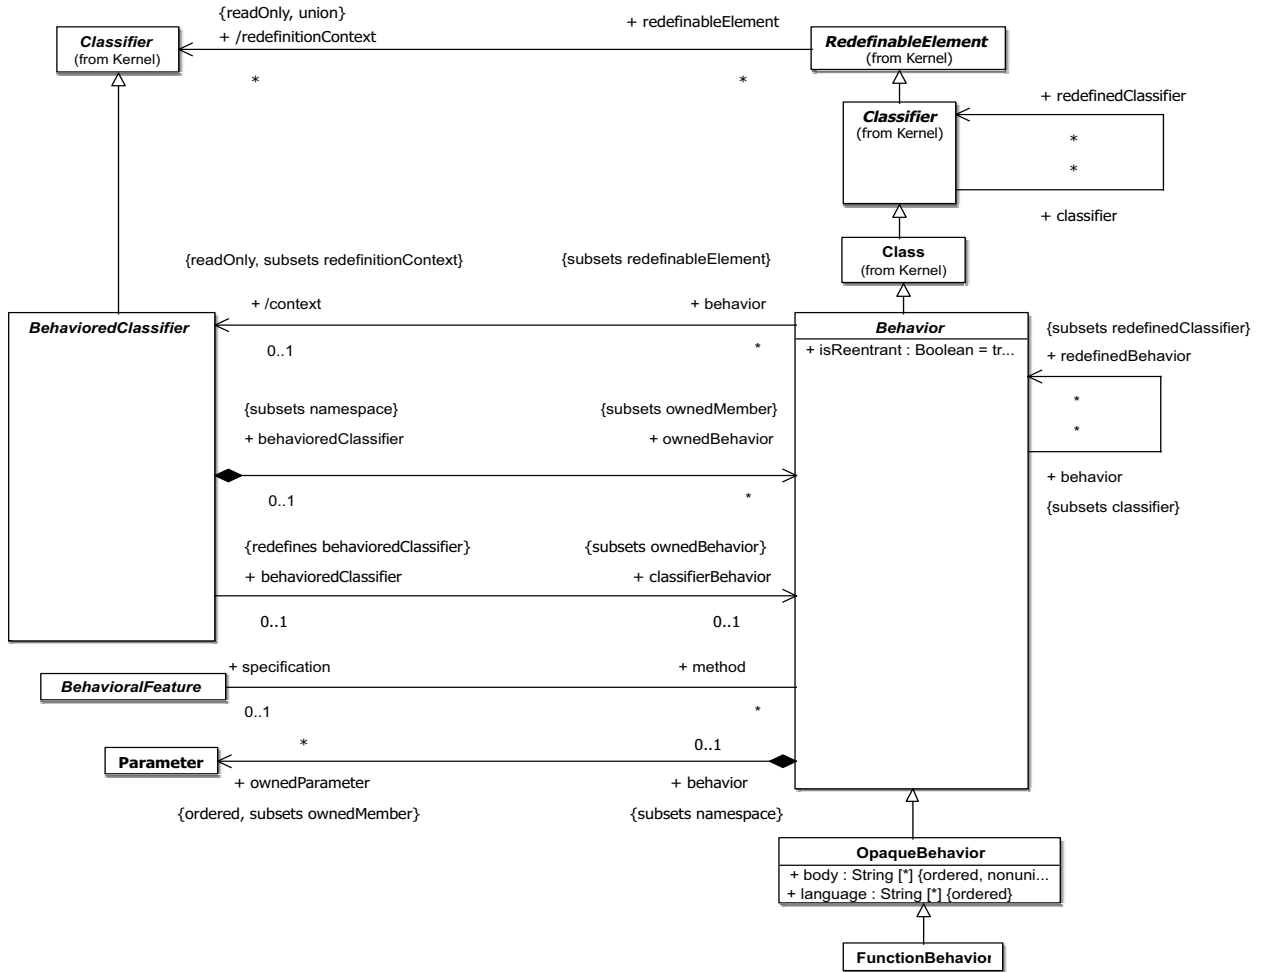 {readOnly, union}
+ /redefinitionContext
+ redefinableElement
Classifier
(from Kernel)
RedefinableElement
(from Kernel)
*
*
+ redefinedClassifier
Classifier
(from Kernel)
*
*
+ classifier
Class
(from Kernel)
{readOnly, subsets redefinitionContext}
{subsets redefinableElement}
+ /context
+ behavior
BehavioredClassifier
Behavior
{subsets redefinedClassifier}
0..1
*
+ isReentrant : Boolean = tr...
+ redefinedBehavior
{subsets namespace}
{subsets ownedMember}
*
+ behavioredClassifier
+ ownedBehavior
*
0..1
*
+ behavior
{subsets classifier}
{redefines behavioredClassifier}
{subsets ownedBehavior}
+ behavioredClassifier
+ classifierBehavior
0..1
0..1
+ specification
+ method
BehavioralFeature
0..1
*
*
0..1
Parameter
+ ownedParameter
+ behavior
{ordered, subsets ownedMember}
{subsets namespace}
OpaqueBehavior
+ body : String [*] {ordered, nonuni...
+ language : String [*] {ordered}
FunctionBehavior